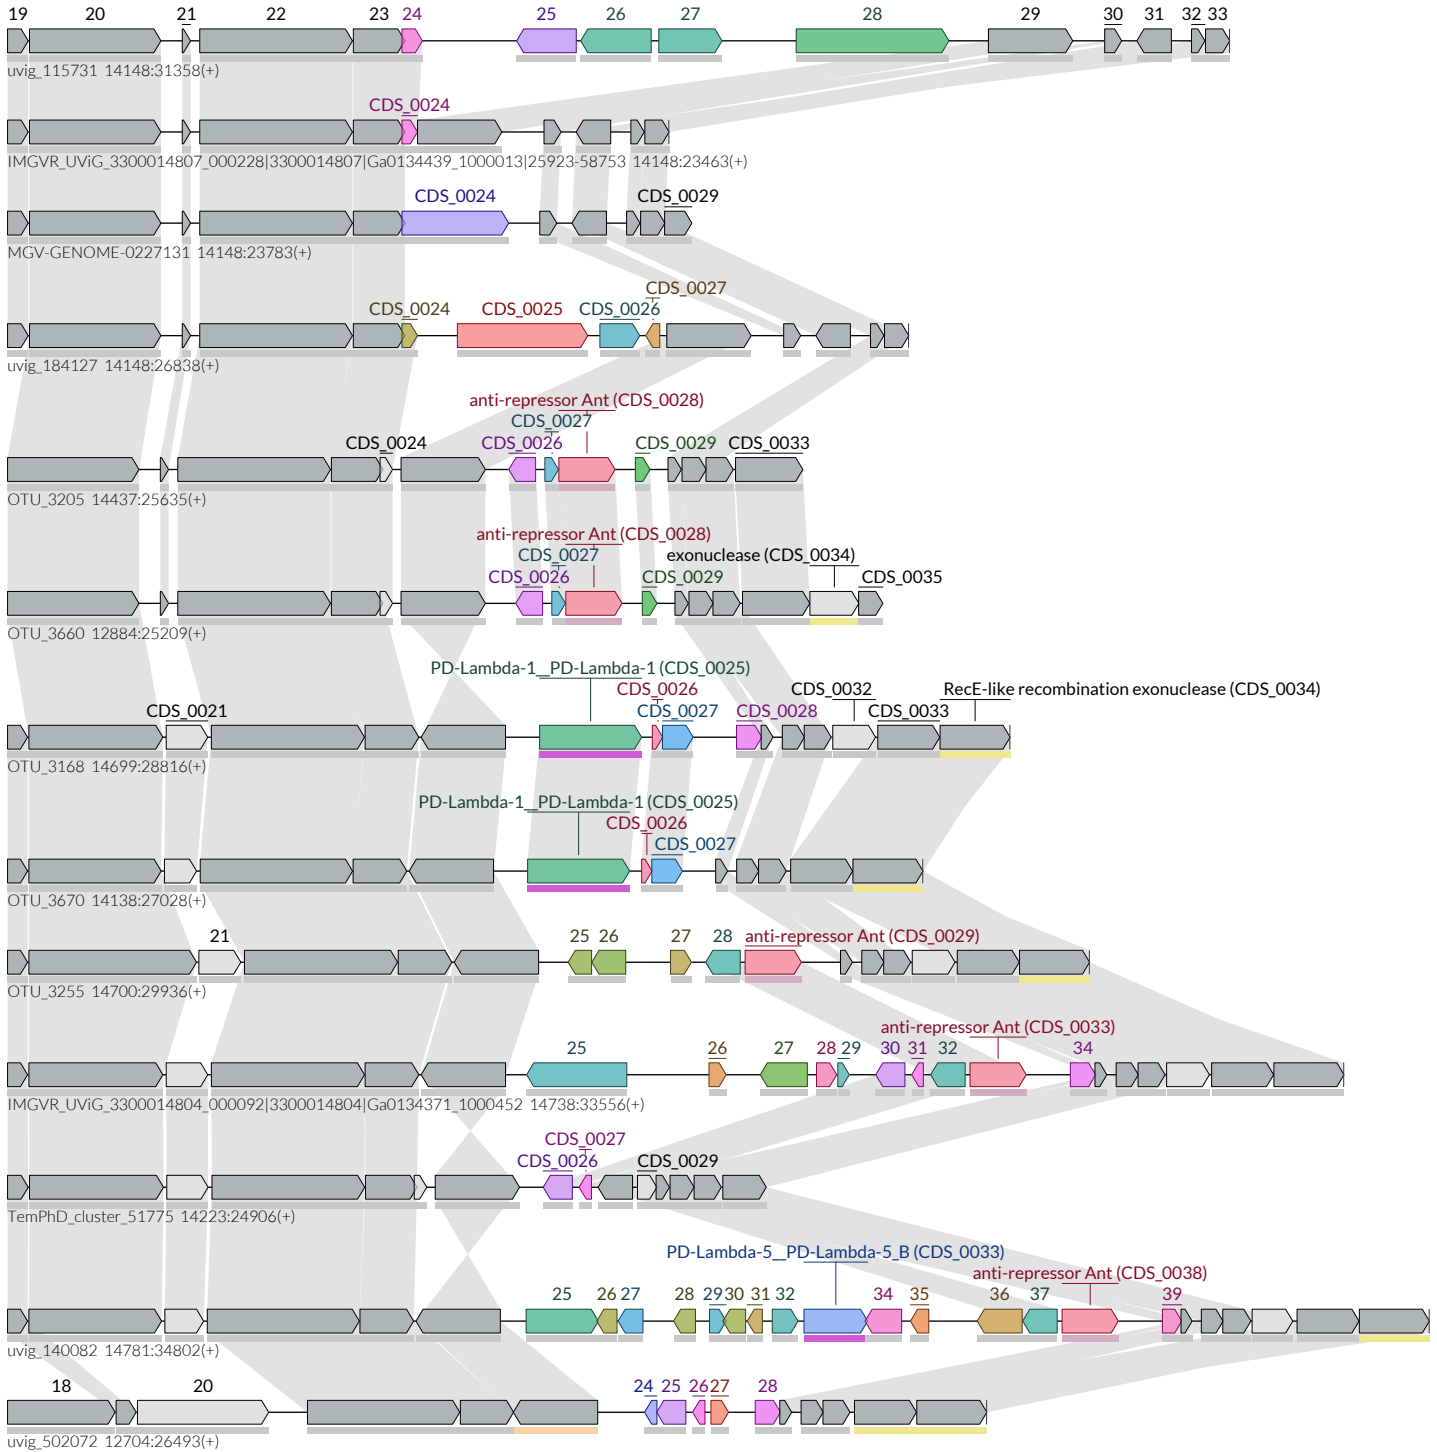 19 20 21 22 23 24 25 26 27 28 29 30 31 32 33
uvig_115731 14148:31358(+)
CDS_0024
IMGVR_UViG_3300014807_000228|3300014807|Ga0134439_1000013|25923-58753 14148:23463(+)
CDS_0024 CDS_0029
MGV-GENOME-0227131 14148:23783(+)
CDS_0027
CDS_0024 CDS_0025 CDS_0026
uvig_184127 14148:26838(+)
anti-repressor Ant (CDS_0028)
CDS_0027
CDS_0024 CDS_0026 CDS_0029 CDS_0033
OTU_3205 14437:25635(+)
anti-repressor Ant (CDS_0028)
CDS_0027 exonuclease (CDS_0034)
CDS_0026 CDS_0029 CDS_0035
OTU_3660 12884:25209(+)
PD-Lambda-1__PD-Lambda-1 (CDS_0025)
CDS_0026 CDS_0032 RecE-like recombination exonuclease (CDS_0034)
CDS_0021 CDS_0027 CDS_0028 CDS_0033
OTU_3168 14699:28816(+)
PD-Lambda-1__PD-Lambda-1 (CDS_0025)
CDS_0026
CDS_0027
OTU_3670 14138:27028(+)
21 25 26 27 28 anti-repressor Ant (CDS_0029)
OTU_3255 14700:29936(+)
anti-repressor Ant (CDS_0033)
25 26 27 28 29 30 31 32 34
IMGVR_UViG_3300014804_000092|3300014804|Ga0134371_1000452 14738:33556(+)
CDS_0027
CDS_0026 CDS_0029
TemPhD_cluster_51775 14223:24906(+)
PD-Lambda-5__PD-Lambda-5_B (CDS_0033)
anti-repressor Ant (CDS_0038)
25 26 27 28 29 30 31 32 34 35 36 37 39
uvig_140082 14781:34802(+)
18 20 24 25 26 27 28
uvig_502072 12704:26493(+)